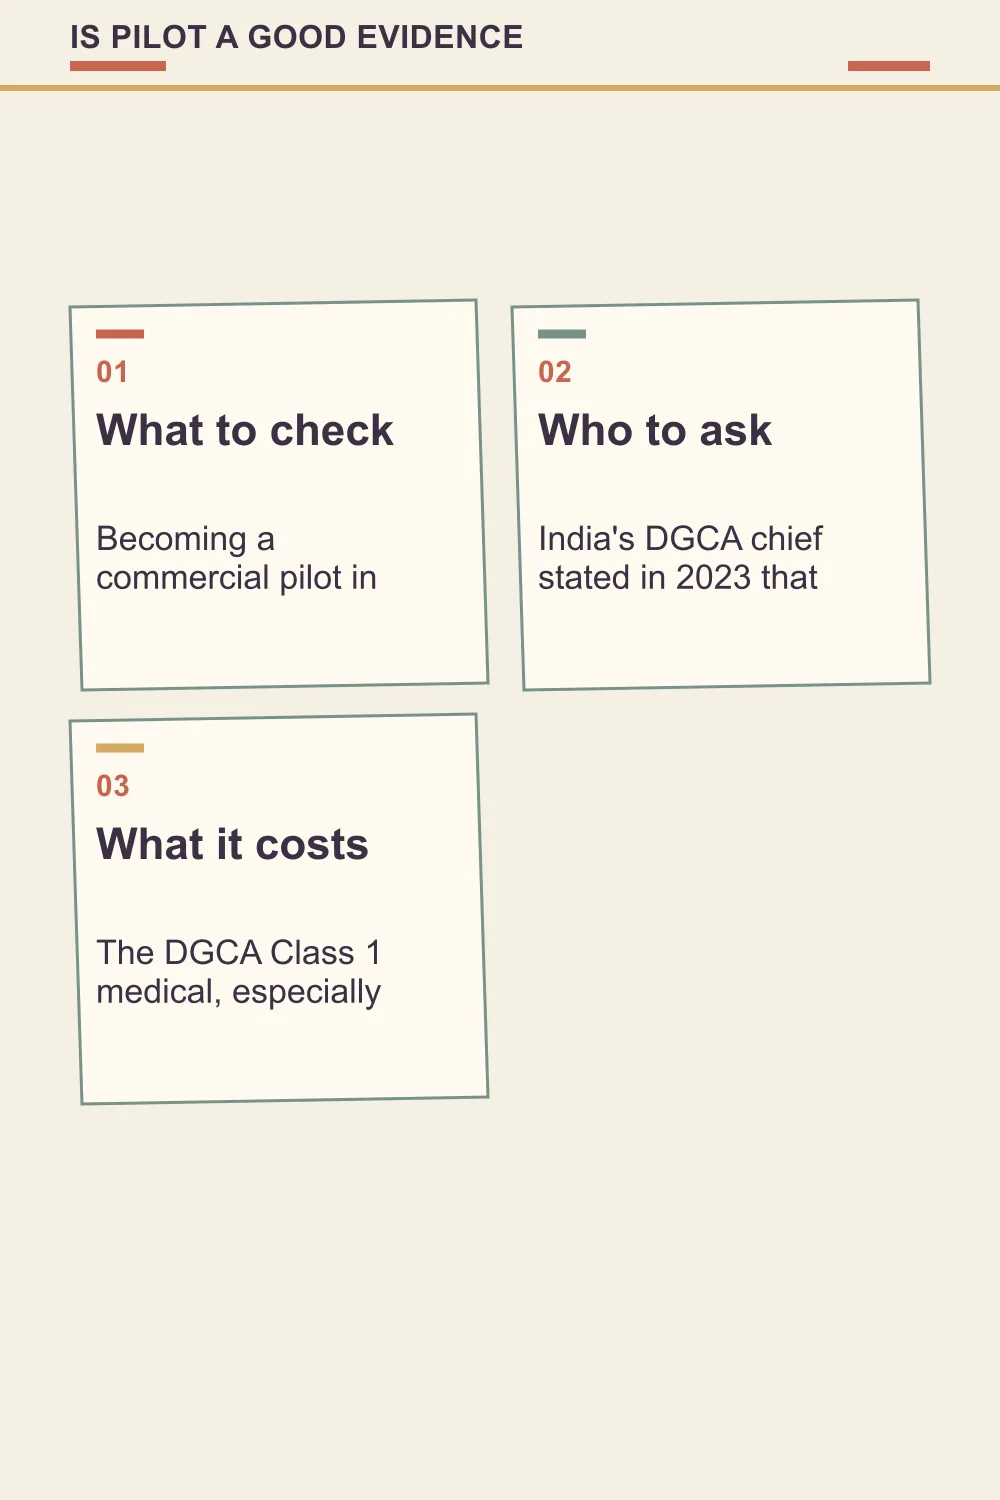 IS PILOT A GOOD EVIDENCE
01
What to check
Becoming a
commercial pilot in
02
Who to ask
India's DGCA chief
stated in 2023 that
03
What it costs
The DGCA Class 1
medical, especially